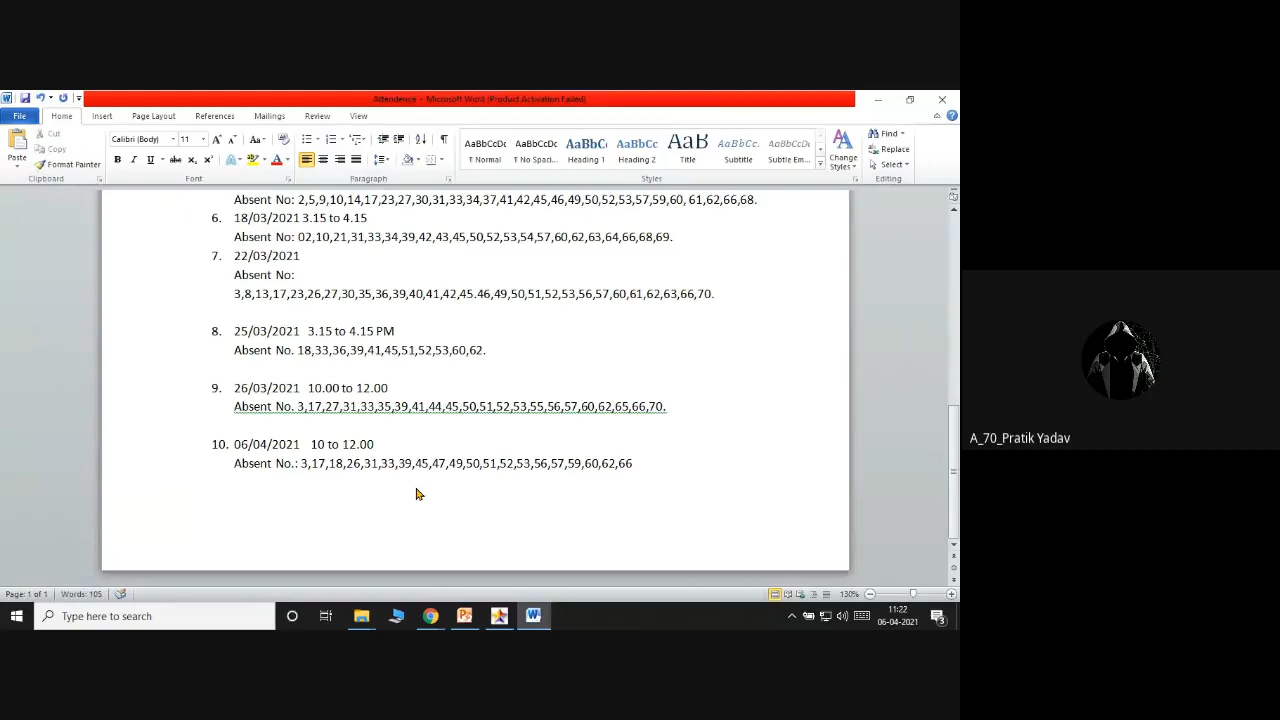 Attendence - Microsoft Word (Product Activation Failed)
File Home Insert Page Layout References Mailings Review View
Paste
Cut
Copy
Format Painter
Clipboard
Calibri (Body) 11
Font
Paragraph
AaBbCcDc AaBbCcDc AaBbC AaBbCc AaB AaBbCc. AaBbCcDc
¶ Normal ¶ No Spac... Heading 1 Heading 2 Title Subtitle Subtle Em...
Styles
Change Styles
Find
Replace
Select
Editing
Absent No: 2,5,9,10,14,17,23,27,30,31,33,34,37,41,42,45,46,49,50,52,53,57,59,60, 61,62,66,68.
6. 18/03/2021 3.15 to 4.15
Absent No: 02,10,21,31,33,34,39,42,43,45,50,52,53,54,57,60,62,63,64,66,68,69.
7. 22/03/2021
Absent No:
3,8,13,17,23,26,27,30,35,36,39,40,41,42,45.46,49,50,51,52,53,56,57,60,61,62,63,66,70.
8. 25/03/2021 3.15 to 4.15 PM
Absent No. 18,33,36,39,41,45,51,52,53,60,62.
9. 26/03/2021 10.00 to 12.00
Absent No. 3,17,27,31,33,35,39,41,44,45,50,51,52,53,55,56,57,60,62,65,66,70.
10. 06/04/2021 10 to 12.00
Absent No.: 3,17,18,26,31,33,39,45,47,49,50,51,52,53,56,57,59,60,62,66
A_70_Pratik Yadav
Page: 1 of 1 Words: 105 130%
Type here to search
11:22
06-04-2021
3